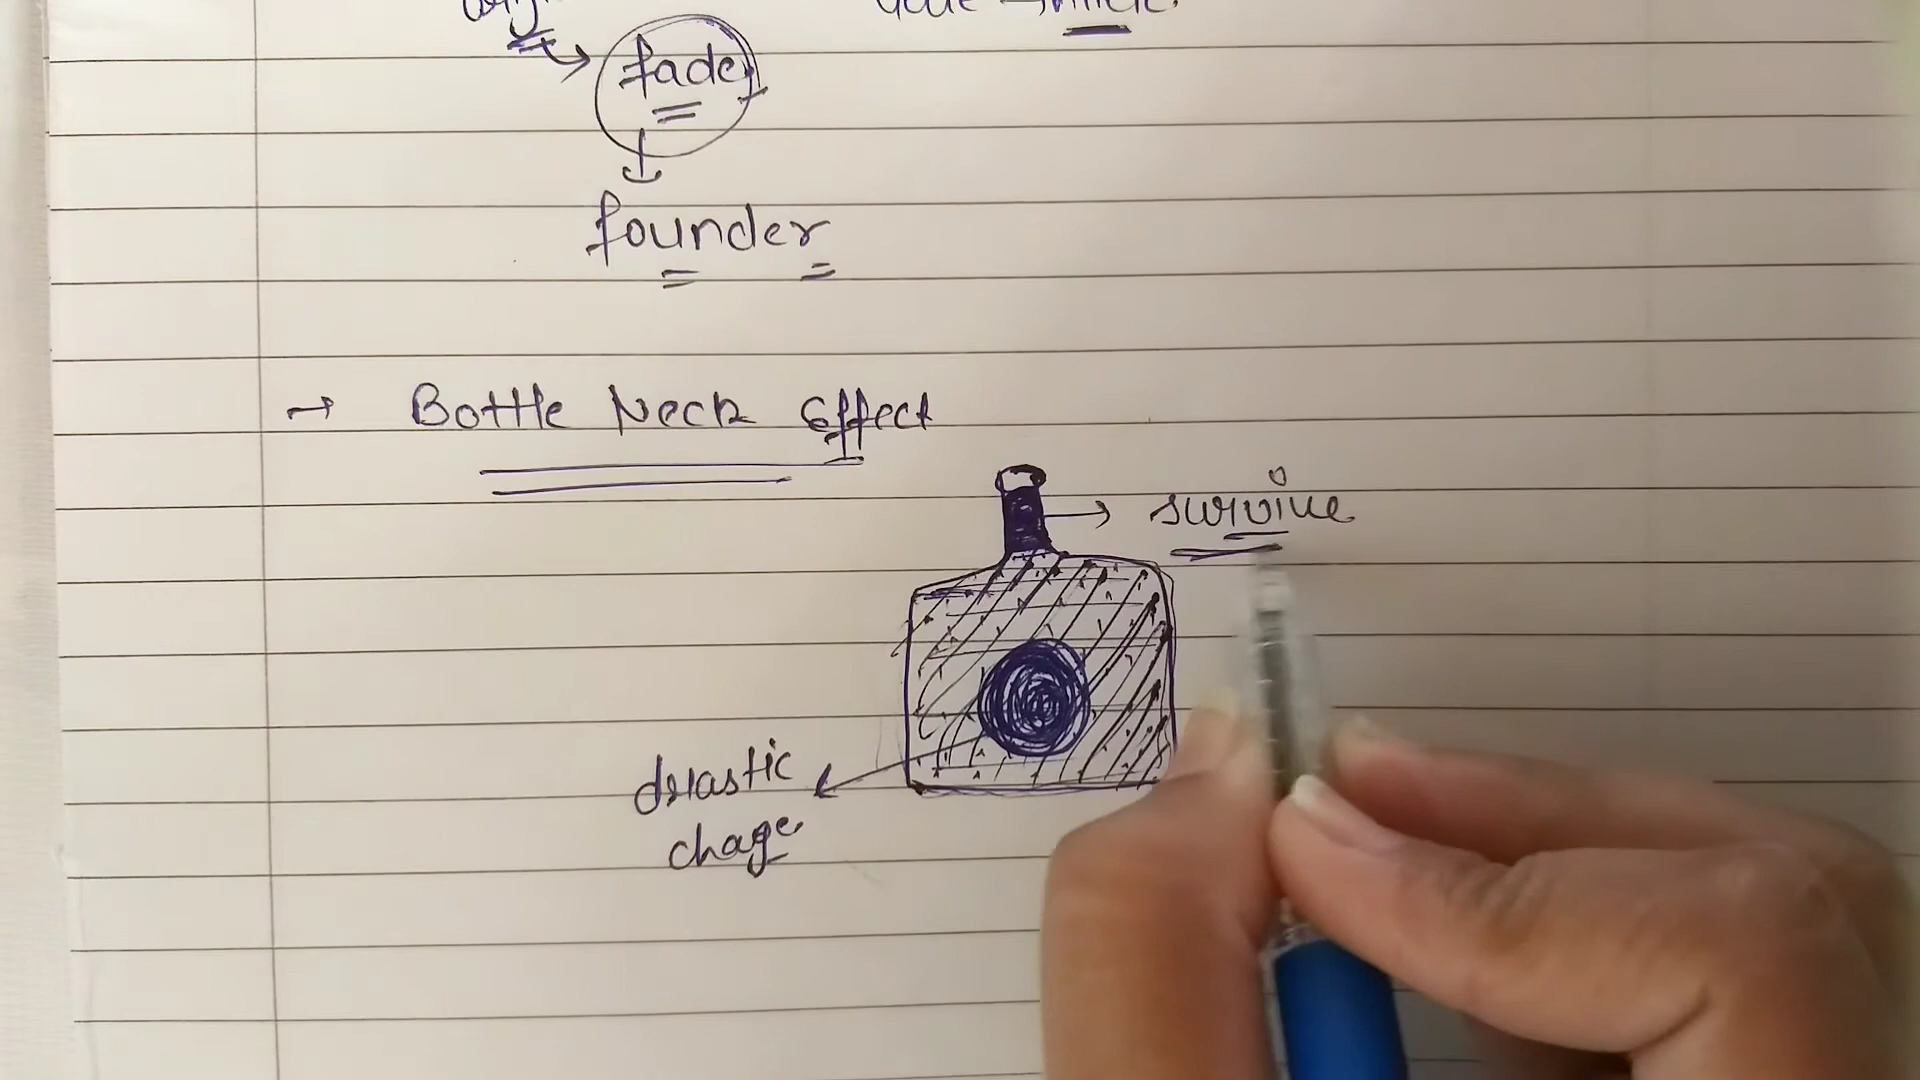 fade
founder
→ Bottle Neck Effect
→ survive
drastic
chage